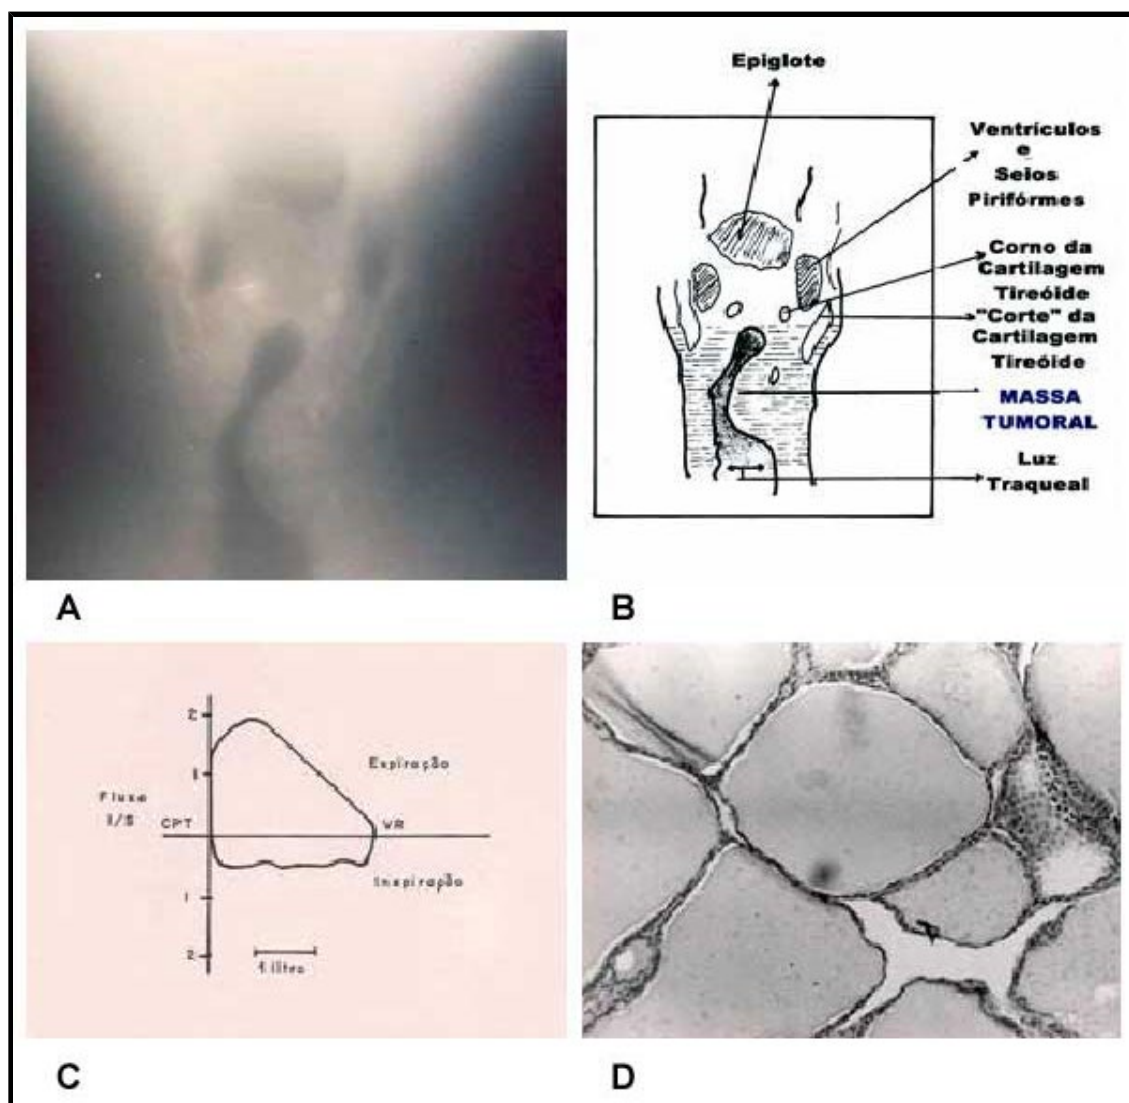 Epiglote
Ventrículos
e
Seios
Pirifórmes
Corno da
Cartilagem
Tireóide
"Corte" da
Cartilagem
Tireóide
MASSA
TUMORAL
Luz
Traqueal
A
B
2
1
Expiração
Fluxo
l/s
CPT
VR
Inspiração
1
2
1 litro
C
D